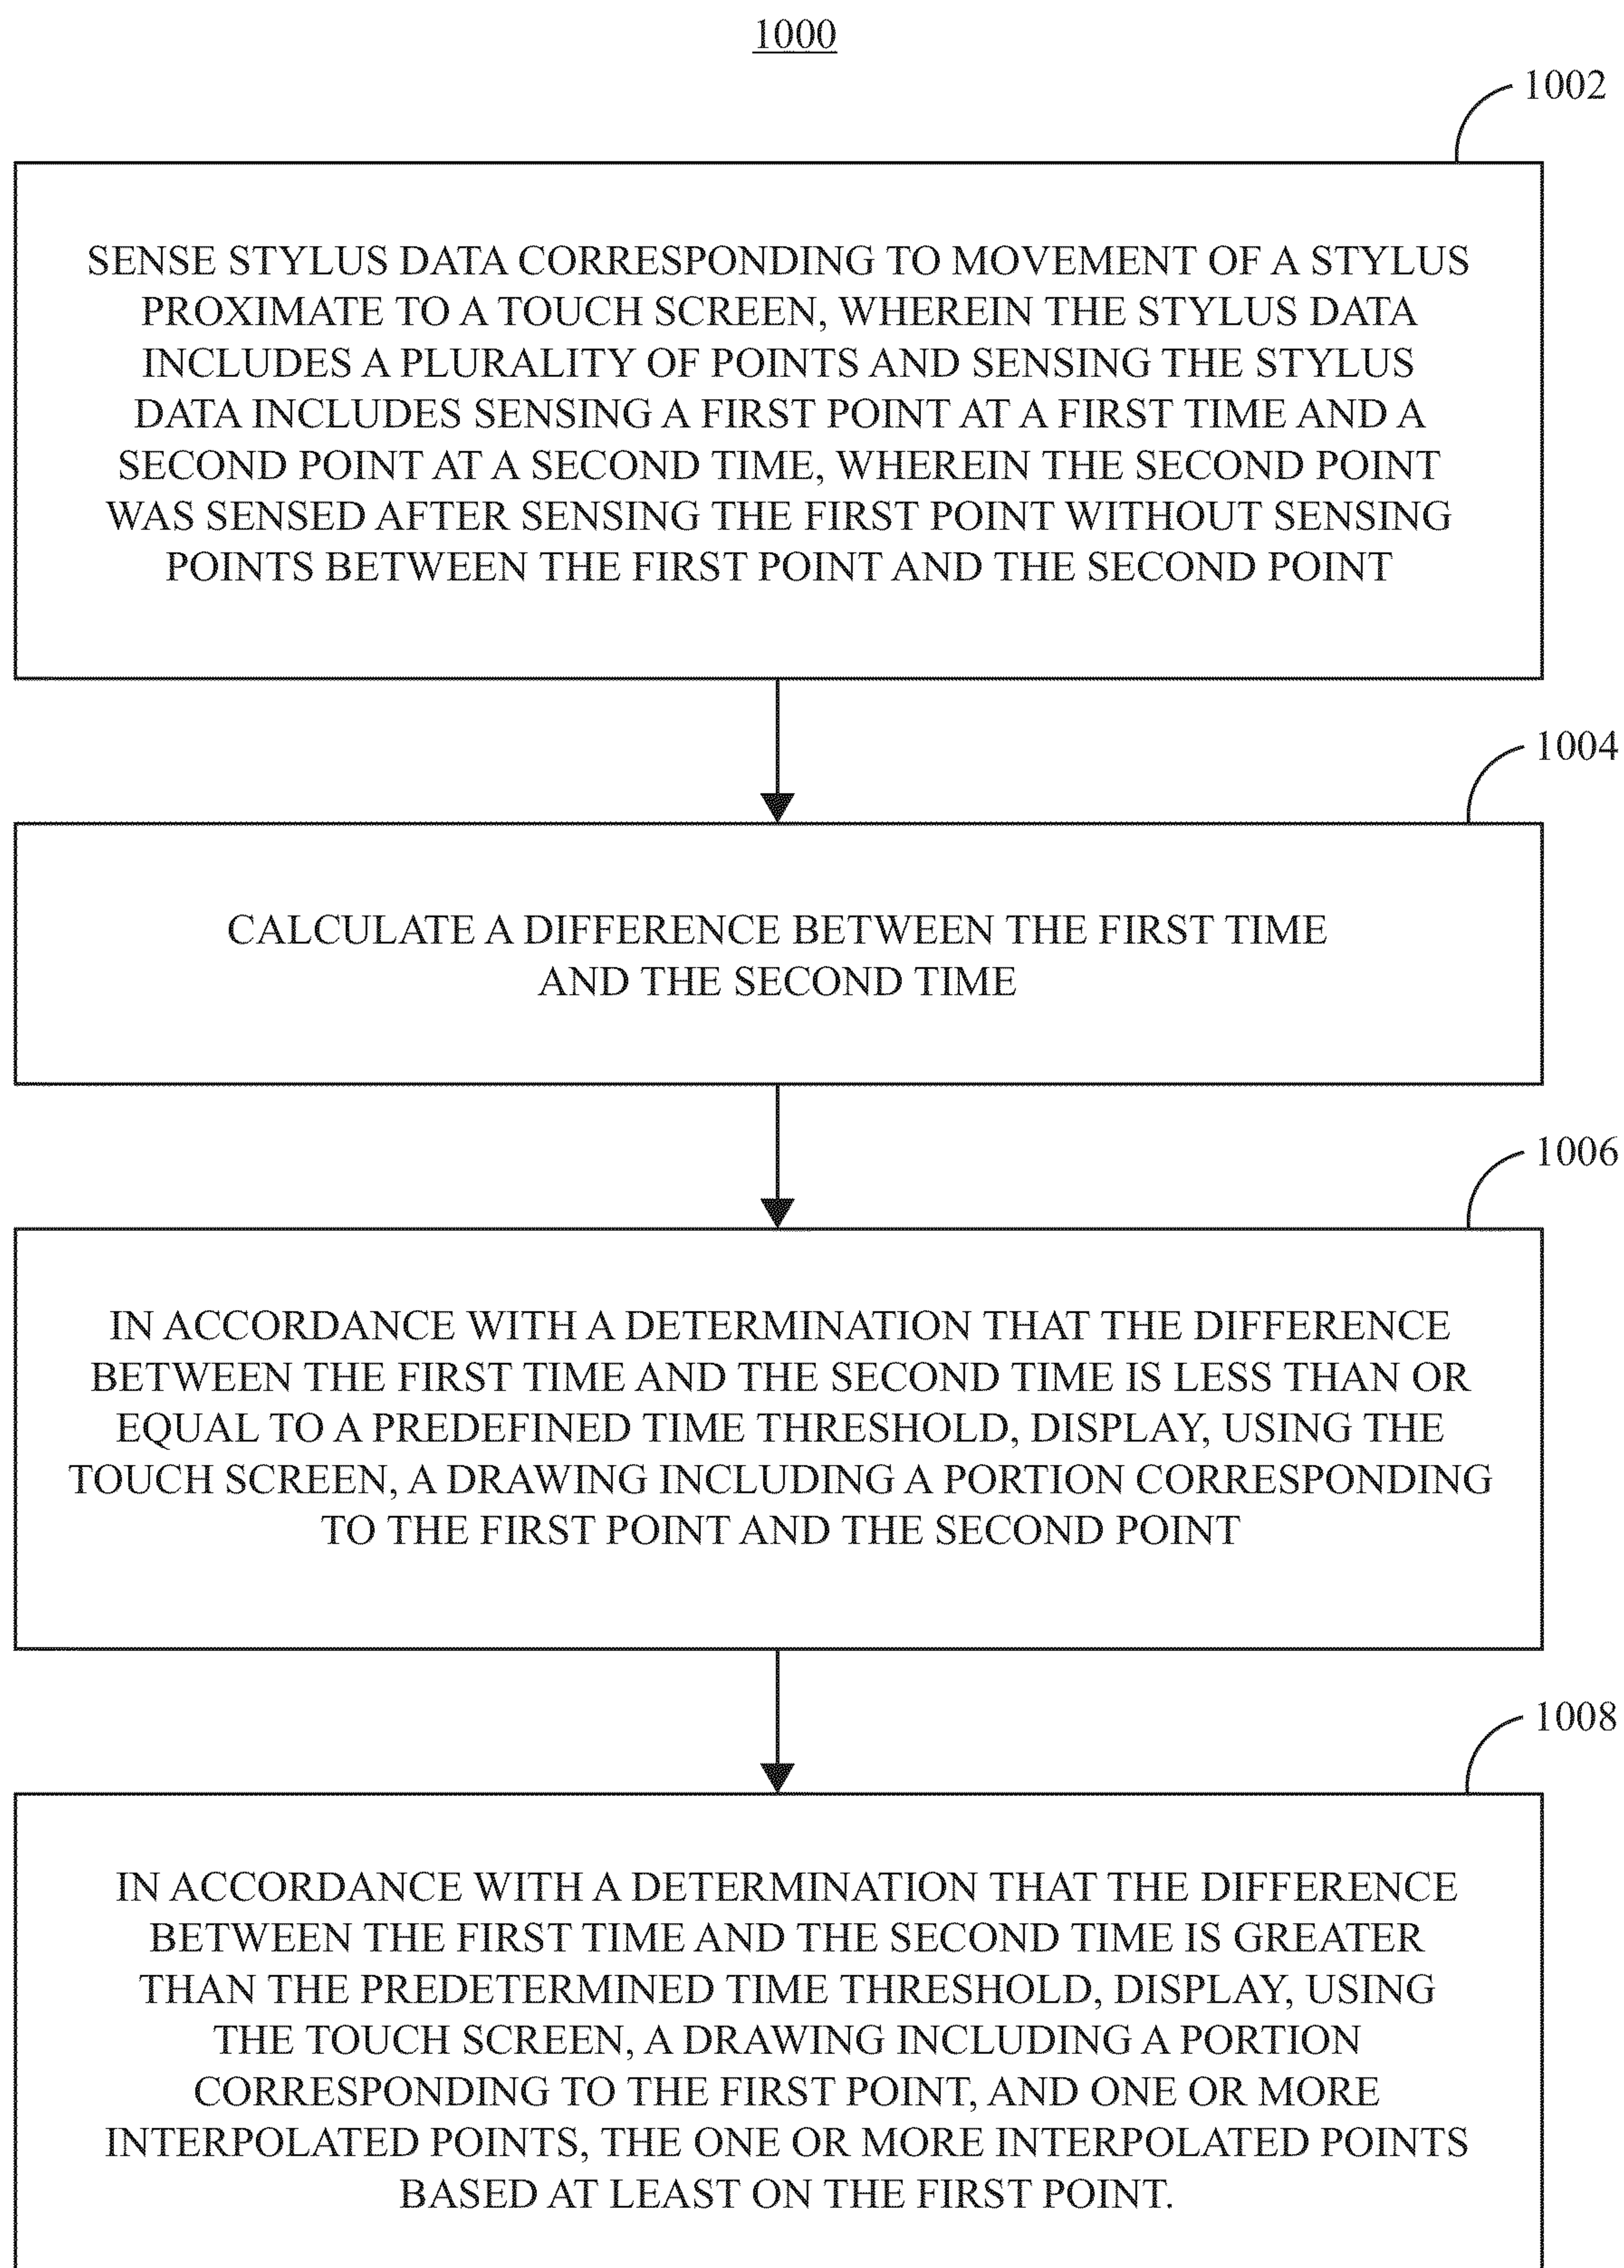 1000
1002
SENSE STYLUS DATA CORRESPONDING TO MOVEMENT OF A STYLUS
PROXIMATE TO A TOUCH SCREEN, WHEREIN THE STYLUS DATA
INCLUDES A PLURALITY OF POINTS AND SENSING THE STYLUS
DATA INCLUDES SENSING A FIRST POINT AT A FIRST TIME AND A
SECOND POINT AT A SECOND TIME, WHEREIN THE SECOND POINT
WAS SENSED AFTER SENSING THE FIRST POINT WITHOUT SENSING
POINTS BETWEEN THE FIRST POINT AND THE SECOND POINT
1004
CALCULATE A DIFFERENCE BETWEEN THE FIRST TIME
AND THE SECOND TIME
1006
IN ACCORDANCE WITH A DETERMINATION THAT THE DIFFERENCE
BETWEEN THE FIRST TIME AND THE SECOND TIME IS LESS THAN OR
EQUAL TO A PREDEFINED TIME THRESHOLD, DISPLAY, USING THE
TOUCH SCREEN, A DRAWING INCLUDING A PORTION CORRESPONDING
TO THE FIRST POINT AND THE SECOND POINT
1008
IN ACCORDANCE WITH A DETERMINATION THAT THE DIFFERENCE
BETWEEN THE FIRST TIME AND THE SECOND TIME IS GREATER
THAN THE PREDETERMINED TIME THRESHOLD, DISPLAY, USING
THE TOUCH SCREEN, A DRAWING INCLUDING A PORTION
CORRESPONDING TO THE FIRST POINT, AND ONE OR MORE
INTERPOLATED POINTS, THE ONE OR MORE INTERPOLATED POINTS
BASED AT LEAST ON THE FIRST POINT.